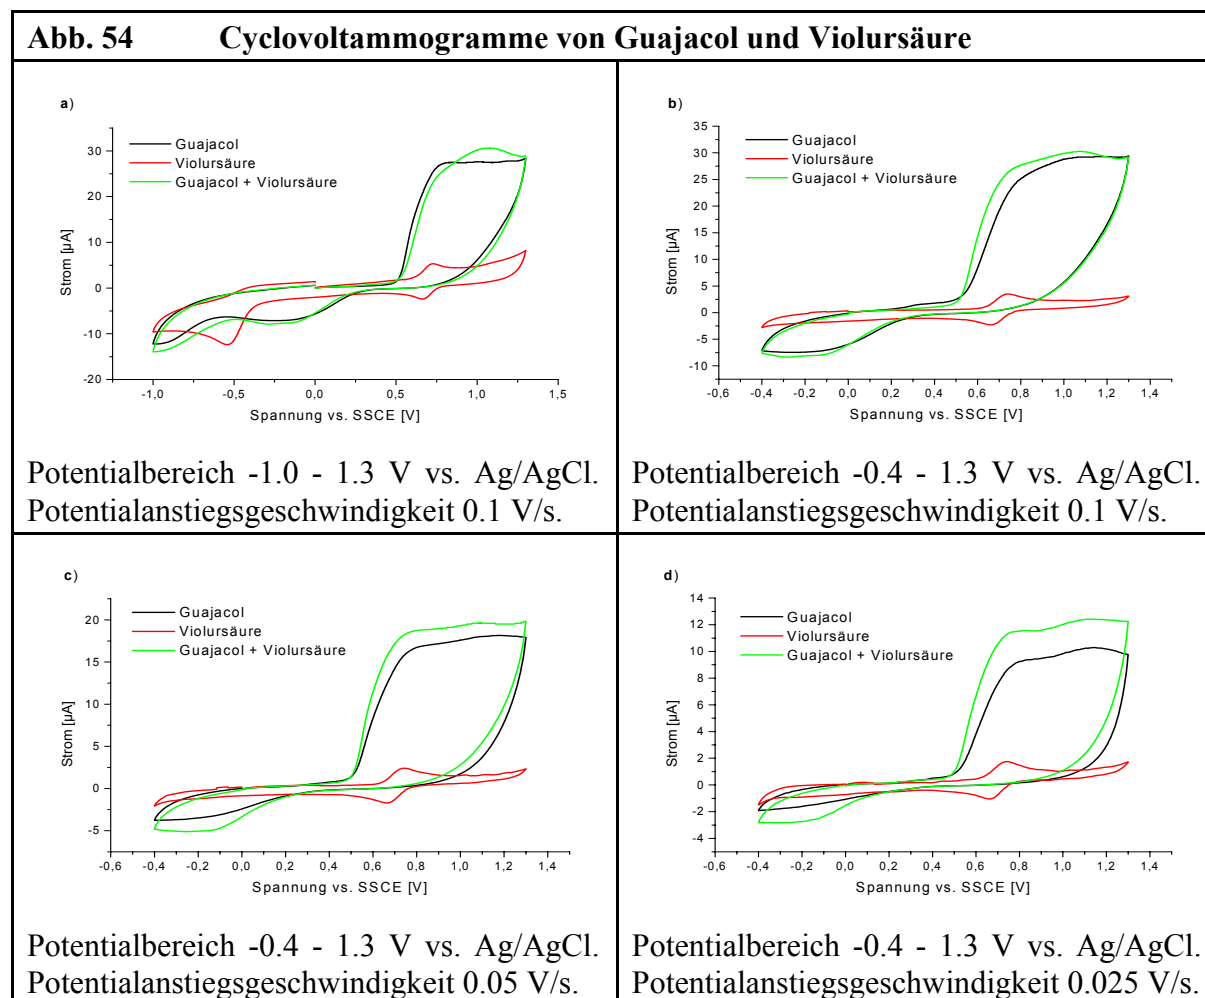 Abb. 54 Cyclovoltammogramme von Guajacol und Violursäure
a)
Guajacol
Violursäure
Guajacol + Violursäure
Strom [µA]
30
20
10
0
-10
-20
-1,0 -0,5 0,0 0,5 1,0 1,5
Spannung vs. SSCE [V]
Potentialbereich -1.0 - 1.3 V vs. Ag/AgCl.
Potentialanstiegsgeschwindigkeit 0.1 V/s.
b)
Guajacol
Violursäure
Guajacol + Violursäure
Strom [µA]
35
30
25
20
15
10
5
0
-5
-10
-0,6 -0,4 -0,2 0,0 0,2 0,4 0,6 0,8 1,0 1,2 1,4
Spannung vs. SSCE [V]
Potentialbereich -0.4 - 1.3 V vs. Ag/AgCl.
Potentialanstiegsgeschwindigkeit 0.1 V/s.
c)
Guajacol
Violursäure
Guajacol + Violursäure
Strom [µA]
20
15
10
5
0
-5
-0,6 -0,4 -0,2 0,0 0,2 0,4 0,6 0,8 1,0 1,2 1,4
Spannung vs. SSCE [V]
Potentialbereich -0.4 - 1.3 V vs. Ag/AgCl.
Potentialanstiegsgeschwindigkeit 0.05 V/s.
d)
Guajacol
Violursäure
Guajacol + Violursäure
Strom [µA]
14
12
10
8
6
4
2
0
-2
-4
-0,6 -0,4 -0,2 0,0 0,2 0,4 0,6 0,8 1,0 1,2 1,4
Spannung vs. SSCE [V]
Potentialbereich -0.4 - 1.3 V vs. Ag/AgCl.
Potentialanstiegsgeschwindigkeit 0.025 V/s.